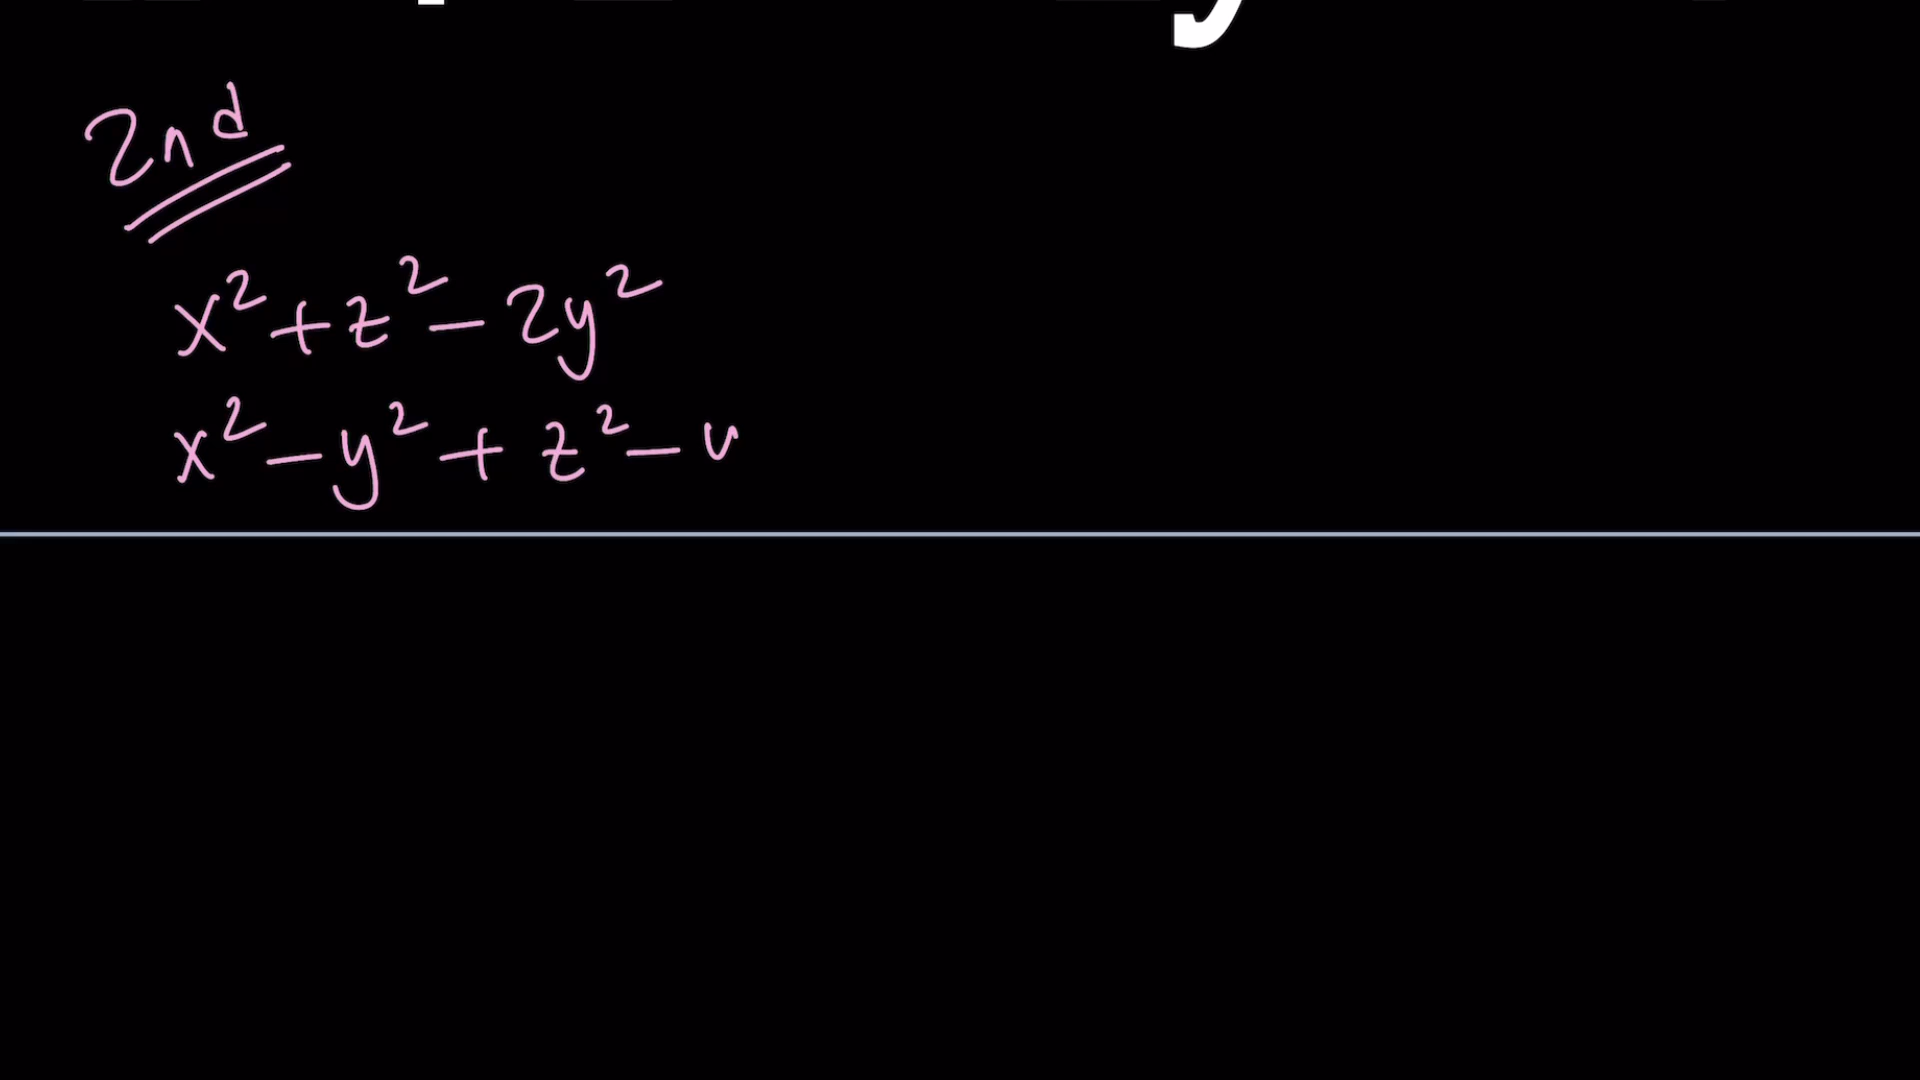 2nd
x² + z² - 2y²
x² - y² + z² -